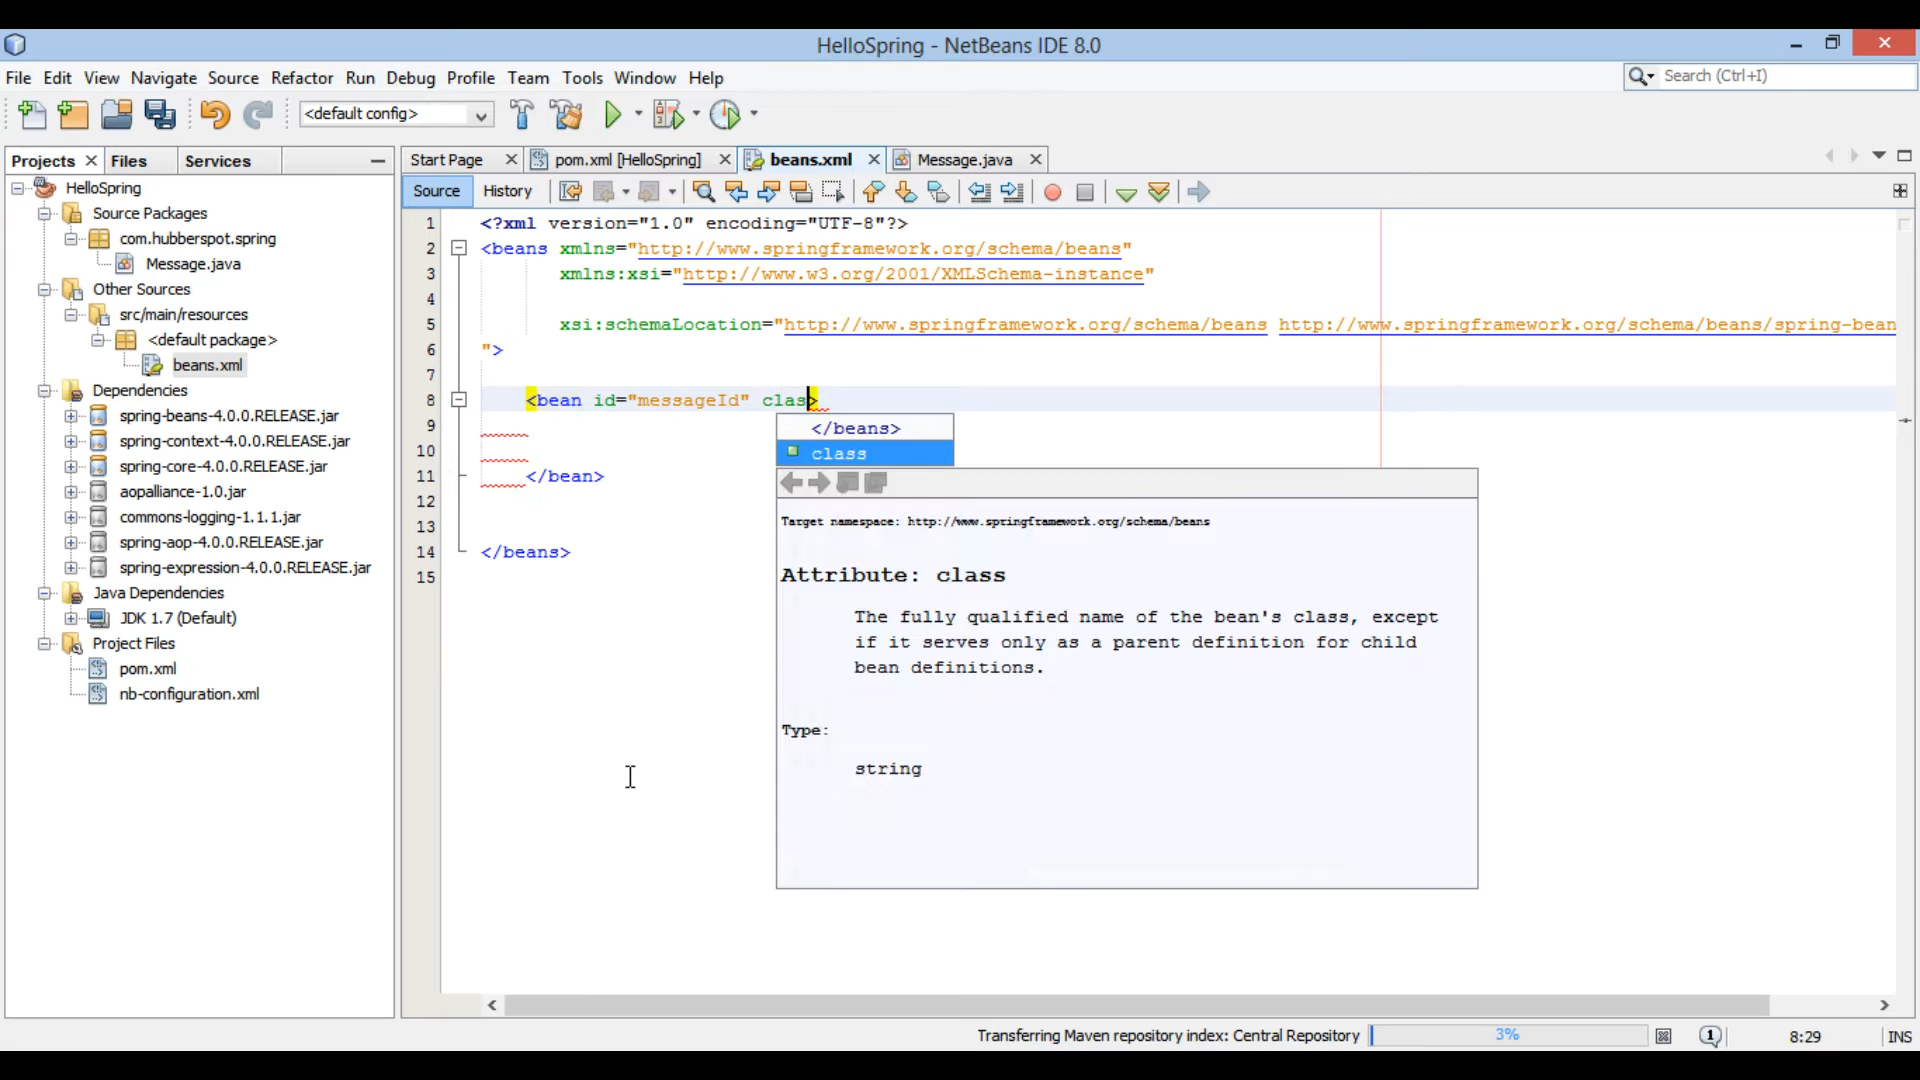 HelloSpring - NetBeans IDE 8.0
File Edit View Navigate Source Refactor Run Debug Profile Team Tools Window Help
Search (Ctrl+I)
<default config>
Projects Files Services
Start Page pom.xml [HelloSpring] beans.xml Message.java
Source History
HelloSpring
Source Packages
com.hubberspot.spring
Message.java
Other Sources
src/main/resources
<default package>
beans.xml
Dependencies
spring-beans-4.0.0.RELEASE.jar
spring-context-4.0.0.RELEASE.jar
spring-core-4.0.0.RELEASE.jar
aopalliance-1.0.jar
commons-logging-1.1.1.jar
spring-aop-4.0.0.RELEASE.jar
spring-expression-4.0.0.RELEASE.jar
Java Dependencies
JDK 1.7 (Default)
Project Files
pom.xml
nb-configuration.xml
1 <?xml version="1.0" encoding="UTF-8"?>
2 <beans xmlns="http://www.springframework.org/schema/beans"
3 xmlns:xsi="http://www.w3.org/2001/XMLSchema-instance"
4
5 xsi:schemaLocation="http://www.springframework.org/schema/beans http://www.springframework.org/schema/beans/spring-bean
6 ">
7
8 <bean id="messageId" clas>
9
10
11 </bean>
12
13
14 </beans>
15
</beans>
class
Target namespace: http://www.springframework.org/schema/beans
Attribute: class
The fully qualified name of the bean's class, except
if it serves only as a parent definition for child
bean definitions.
Type:
string
Transferring Maven repository index: Central Repository 3% 1 8:29 INS